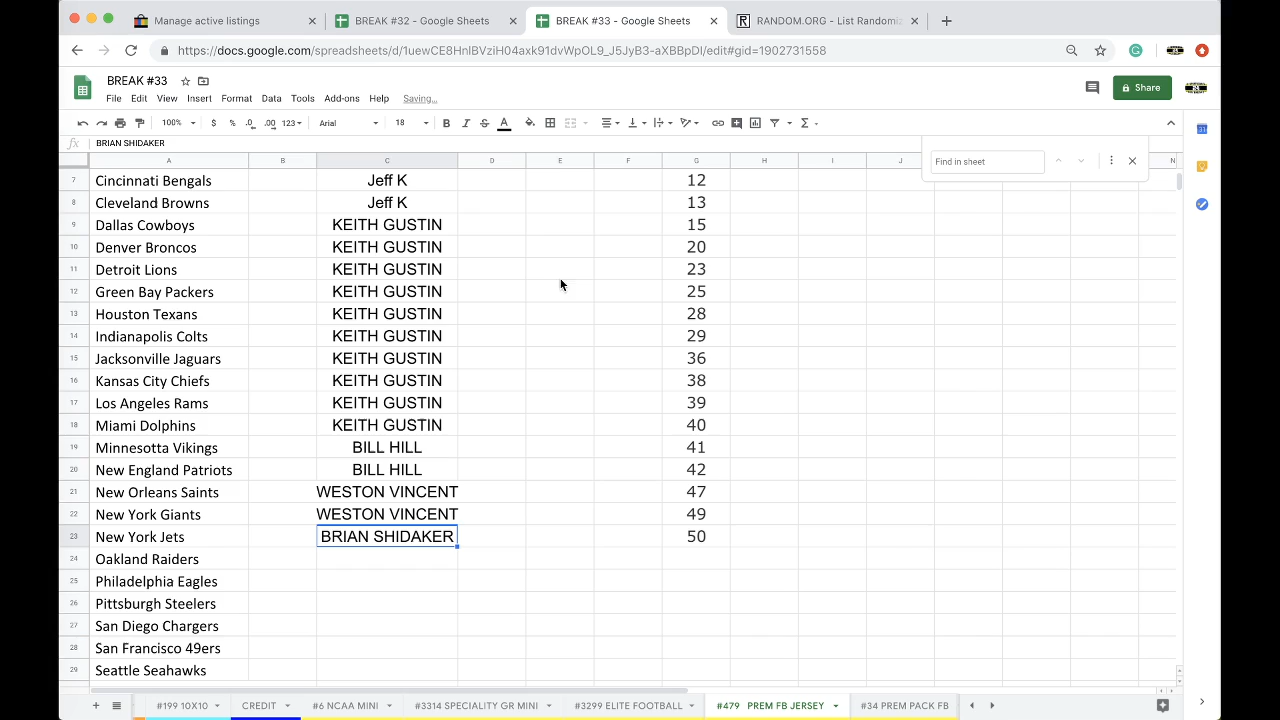 Manage active listings
BREAK #32 - Google Sheets
BREAK #33 - Google Sheets
RANDOM.ORG - List Randomiz
https://docs.google.com/spreadsheets/d/1uewCE8HnIBVziH04axk91dvWpOL9_J5JyB3-aXBBpDI/edit#gid=1902731558
BREAK #33
File Edit View Insert Format Data Tools Add-ons Help Saving...
Share
100% $ % .0 .00 123 Arial 18 B I S A
fx BRIAN SHIDAKER
Find in sheet
A B C D E F G H I J N
7 Cincinnati Bengals Jeff K 12
8 Cleveland Browns Jeff K 13
9 Dallas Cowboys KEITH GUSTIN 15
10 Denver Broncos KEITH GUSTIN 20
11 Detroit Lions KEITH GUSTIN 23
12 Green Bay Packers KEITH GUSTIN 25
13 Houston Texans KEITH GUSTIN 28
14 Indianapolis Colts KEITH GUSTIN 29
15 Jacksonville Jaguars KEITH GUSTIN 36
16 Kansas City Chiefs KEITH GUSTIN 38
17 Los Angeles Rams KEITH GUSTIN 39
18 Miami Dolphins KEITH GUSTIN 40
19 Minnesotta Vikings BILL HILL 41
20 New England Patriots BILL HILL 42
21 New Orleans Saints WESTON VINCENT 47
22 New York Giants WESTON VINCENT 49
23 New York Jets BRIAN SHIDAKER 50
24 Oakland Raiders
25 Philadelphia Eagles
26 Pittsburgh Steelers
27 San Diego Chargers
28 San Francisco 49ers
29 Seattle Seahawks
#199 10X10 CREDIT #6 NCAA MINI #3314 SPECIALITY GR MINI #3299 ELITE FOOTBALL #479 PREM FB JERSEY #34 PREM PACK FB